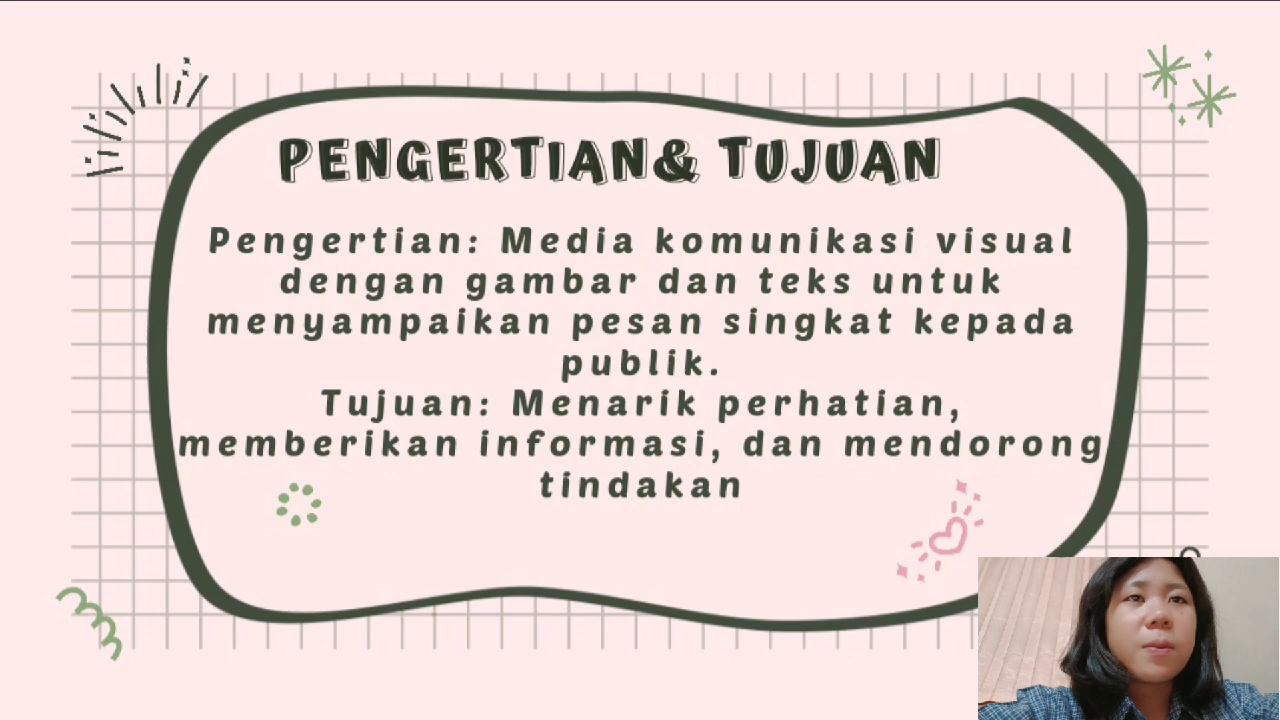 PENGERTIAN& TUJUAN
Pengertian: Media komunikasi visual
dengan gambar dan teks untuk
menyampaikan pesan singkat kepada
publik.
Tujuan: Menarik perhatian,
memberikan informasi, dan mendorong
tindakan